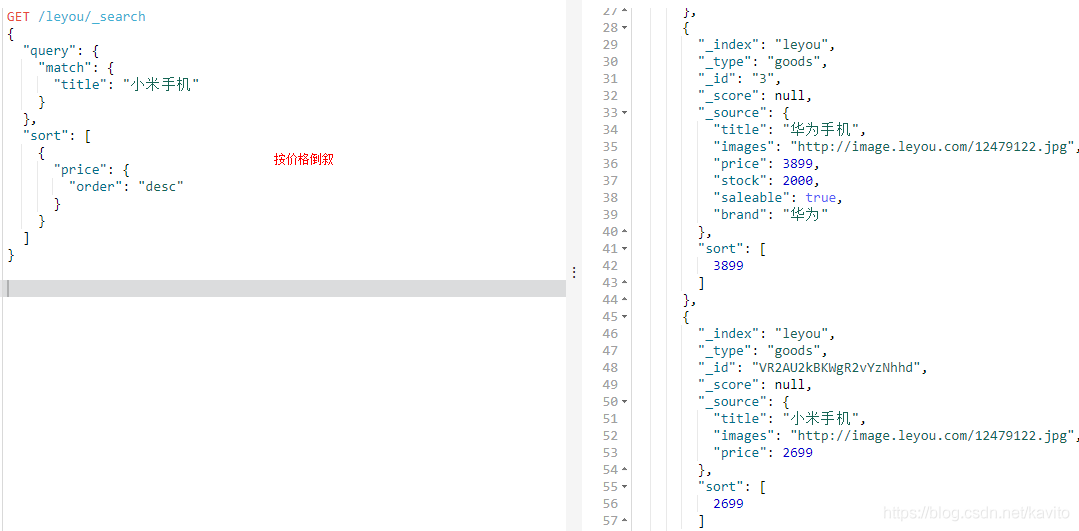 GET /leyou/_search
{
  "query": {
    "match": {
      "title": "小米手机"
    }
  },
  "sort": [
    {
      "price": {
        "order": "desc"
      }
    }
  ]
}
按价格倒叙
27 },
28 {
29 "_index": "leyou",
30 "_type": "goods",
31 "_id": "3",
32 "_score": null,
33 "_source": {
34 "title": "华为手机",
35 "images": "http://image.leyou.com/12479122.jpg",
36 "price": 3899,
37 "stock": 2000,
38 "saleable": true,
39 "brand": "华为"
40 },
41 "sort": [
42 3899
43 ]
44 },
45 {
46 "_index": "leyou",
47 "_type": "goods",
48 "_id": "VR2AU2kBKWgR2vYzNhhd",
49 "_score": null,
50 "_source": {
51 "title": "小米手机",
52 "images": "http://image.leyou.com/12479122.jpg",
53 "price": 2699
54 },
55 "sort": [
56 2699
57 ]
https://blog.csdn.net/kavito